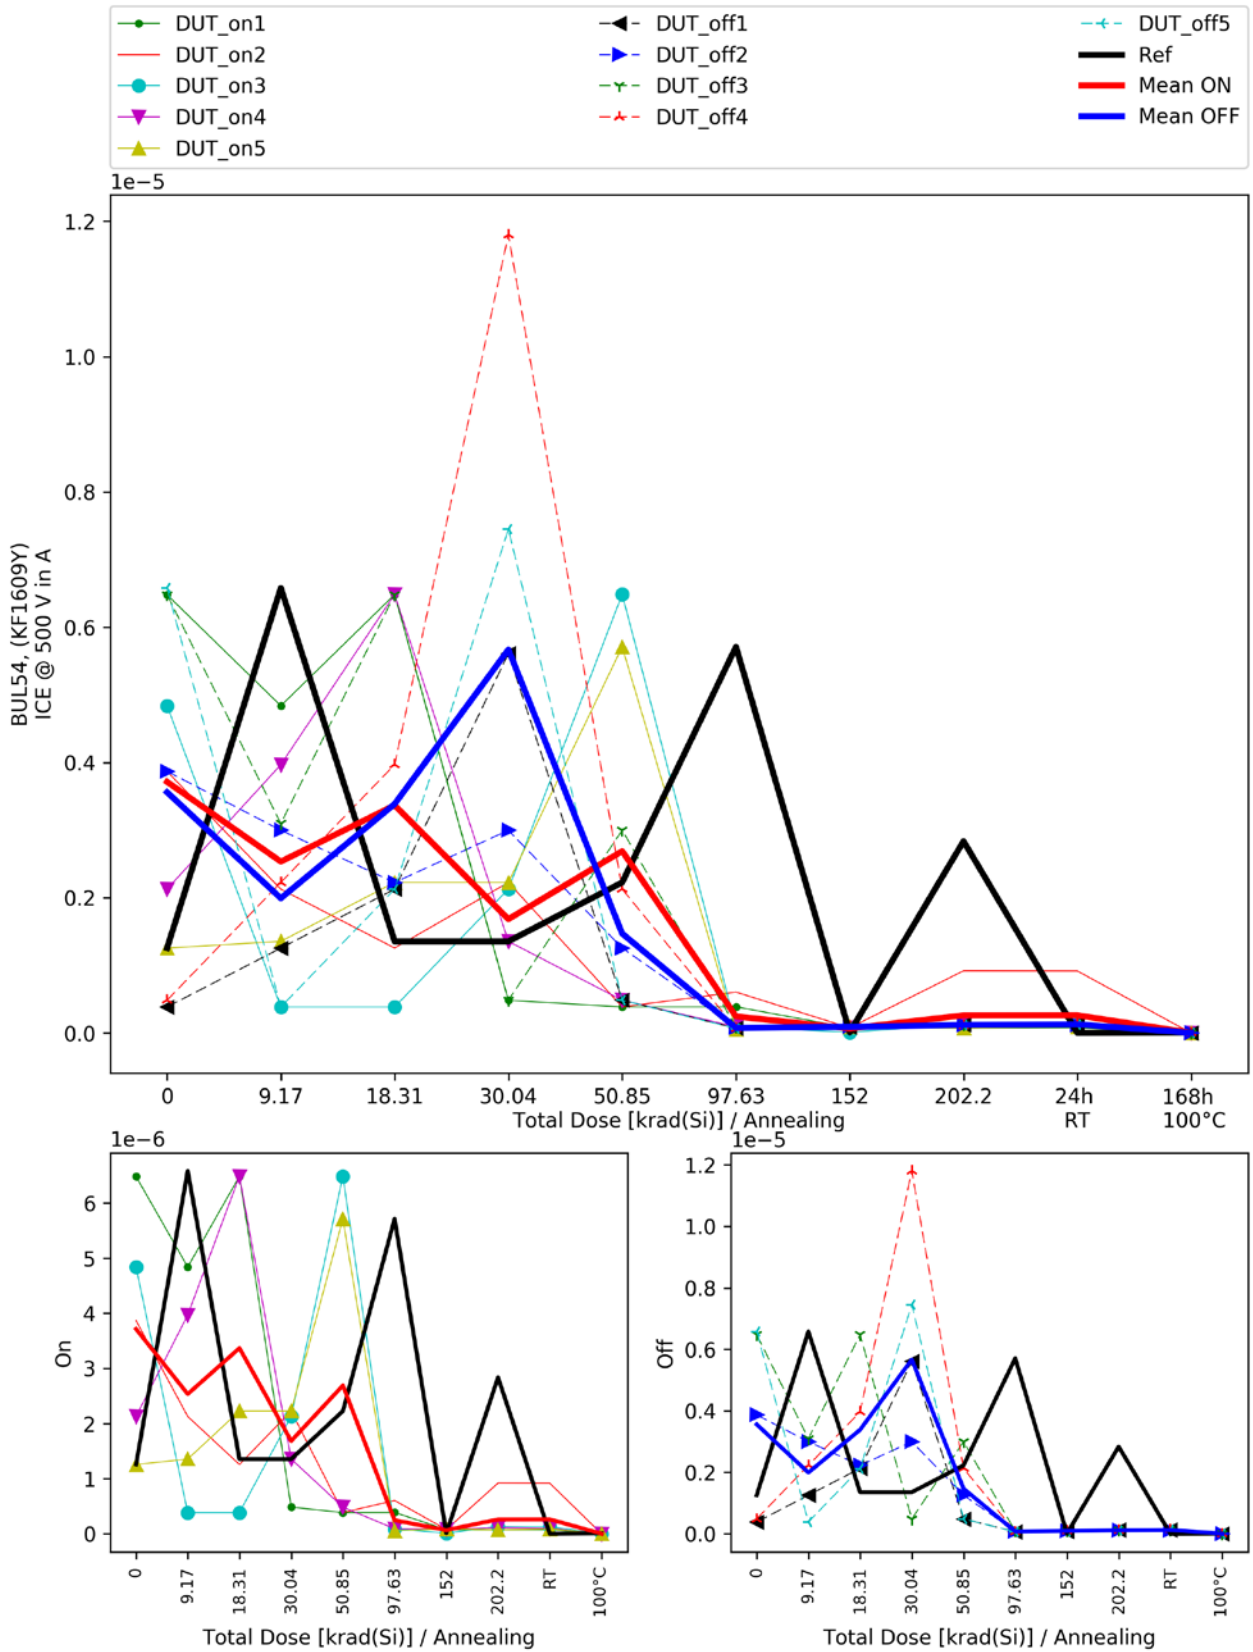 DUT_on1
DUT_on2
DUT_on3
DUT_on4
DUT_on5
DUT_off1
DUT_off2
DUT_off3
DUT_off4
DUT_off5
Ref
Mean ON
Mean OFF
1e−5
1.2
1.0
0.8
0.6
0.4
0.2
0.0
BUL54, (KF1609Y)
ICE @ 500 V in A
0 9.17 18.31 30.04 50.85 97.63 152 202.2 24h 168h
RT 100°C
Total Dose [krad(Si)] / Annealing
1e−6
6
5
4
3
2
1
0
On
0 9.17 18.31 30.04 50.85 97.63 152 202.2 RT 100°C
Total Dose [krad(Si)] / Annealing
1e−5
1.2
1.0
0.8
0.6
0.4
0.2
0.0
Off
0 9.17 18.31 30.04 50.85 97.63 152 202.2 RT 100°C
Total Dose [krad(Si)] / Annealing